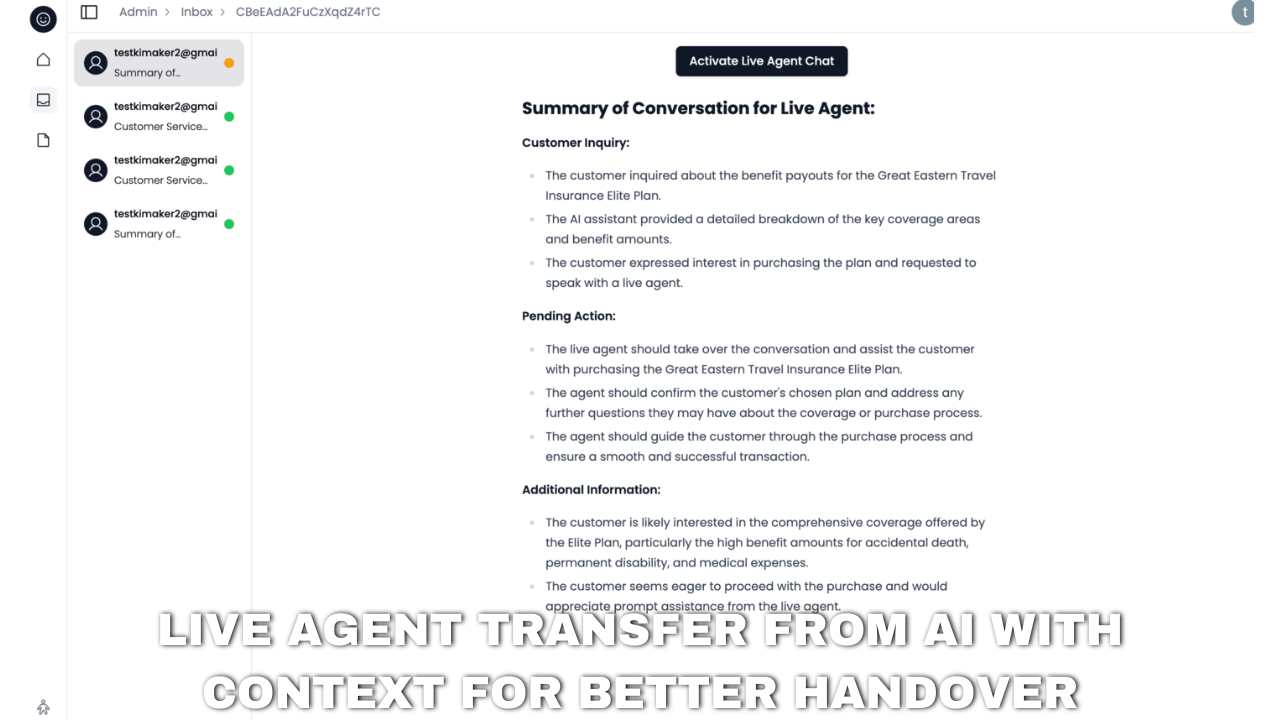 Admin > Inbox > CBeEAdA2FuCzXqdZ4rTC
t
testkimaker2@gmai
Summary of...
testkimaker2@gmai
Customer Service...
testkimaker2@gmai
Customer Service...
testkimaker2@gmai
Summary of...
Activate Live Agent Chat
Summary of Conversation for Live Agent:
Customer Inquiry:
The customer inquired about the benefit payouts for the Great Eastern Travel
Insurance Elite Plan.
The AI assistant provided a detailed breakdown of the key coverage areas
and benefit amounts.
The customer expressed interest in purchasing the plan and requested to
speak with a live agent.
Pending Action:
The live agent should take over the conversation and assist the customer
with purchasing the Great Eastern Travel Insurance Elite Plan.
The agent should confirm the customer's chosen plan and address any
further questions they may have about the coverage or purchase process.
The agent should guide the customer through the purchase process and
ensure a smooth and successful transaction.
Additional Information:
The customer is likely interested in the comprehensive coverage offered by
the Elite Plan, particularly the high benefit amounts for accidental death,
permanent disability, and medical expenses.
The customer seems eager to proceed with the purchase and would
appreciate prompt assistance from the live agent.
LIVE AGENT TRANSFER FROM AI WITH
CONTEXT FOR BETTER HANDOVER